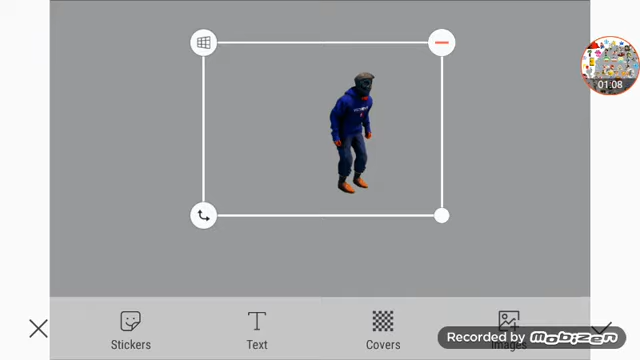 01:08
Stickers
Text
Covers
Images
Recorded by Mobizen